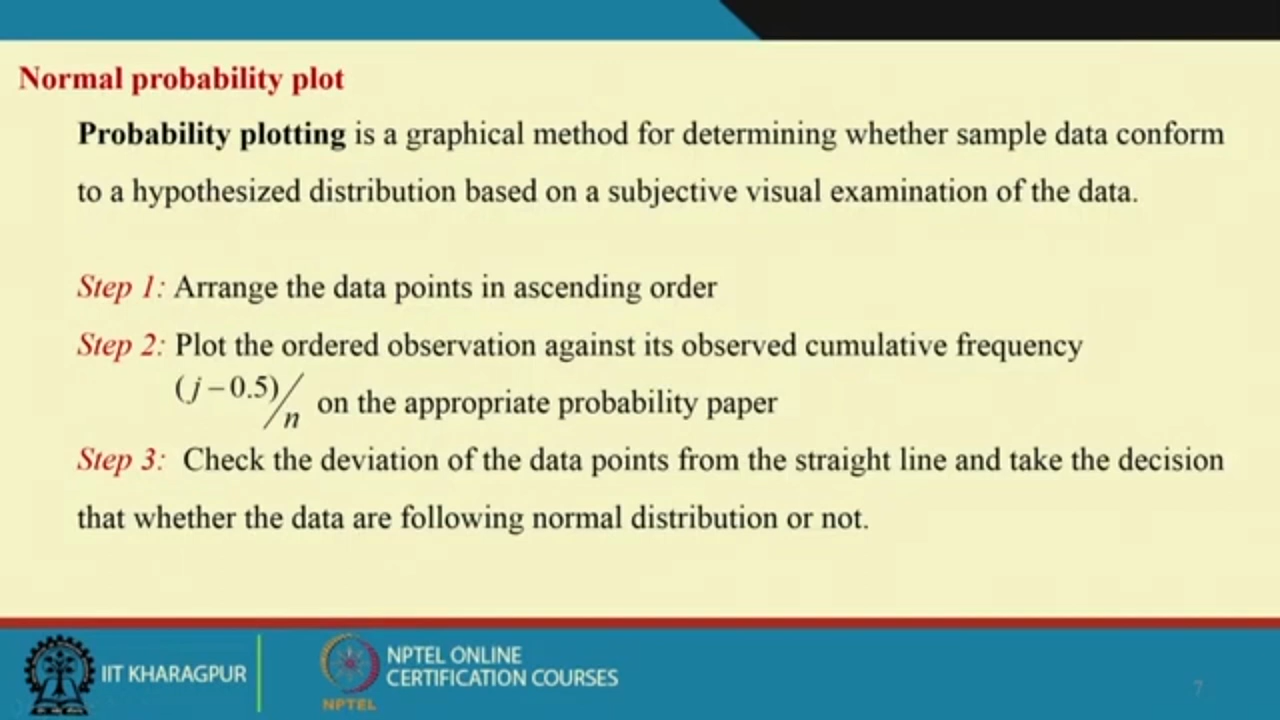 Normal probability plot
Probability plotting is a graphical method for determining whether sample data conform
to a hypothesized distribution based on a subjective visual examination of the data.
Step 1: Arrange the data points in ascending order
Step 2: Plot the ordered observation against its observed cumulative frequency
(j−0.5)/n on the appropriate probability paper
Step 3: Check the deviation of the data points from the straight line and take the decision
that whether the data are following normal distribution or not.
IIT KHARAGPUR
NPTEL
NPTEL ONLINE
CERTIFICATION COURSES
7